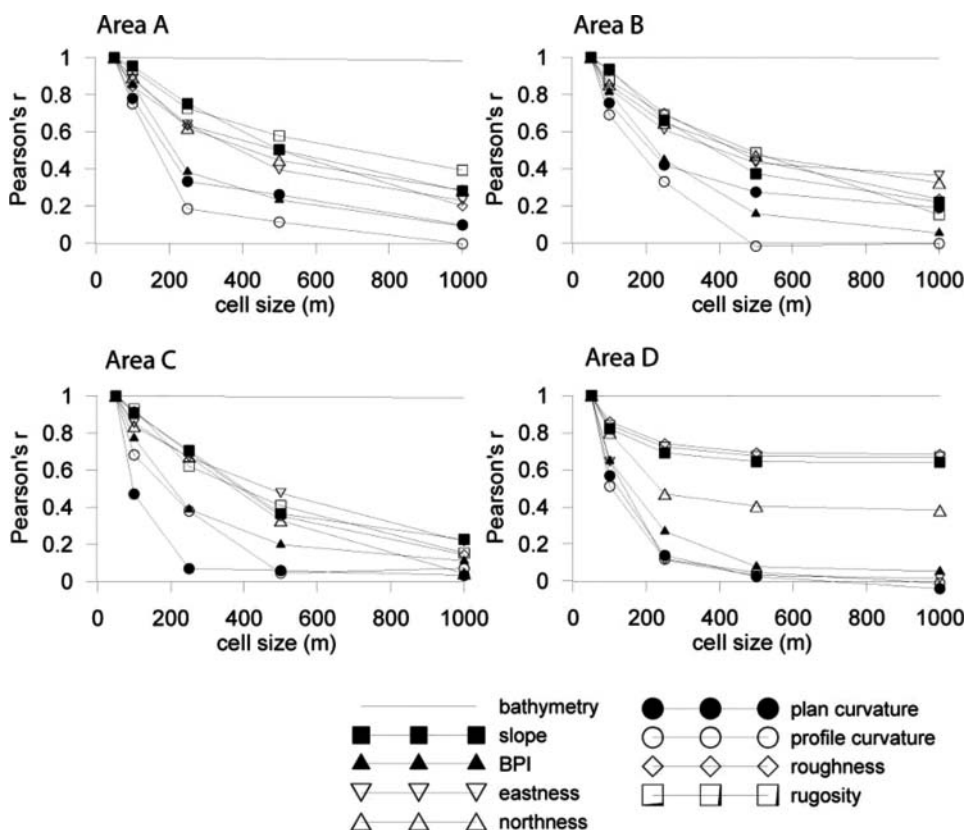 Area A
Pearson's r
1
0.8
0.6
0.4
0.2
0
0 200 400 600 800 1000
cell size (m)
Area B
Pearson's r
1
0.8
0.6
0.4
0.2
0
0 200 400 600 800 1000
cell size (m)
Area C
Pearson's r
1
0.8
0.6
0.4
0.2
0
0 200 400 600 800 1000
cell size (m)
Area D
Pearson's r
1
0.8
0.6
0.4
0.2
0
0 200 400 600 800 1000
cell size (m)
bathymetry
slope
BPI
eastness
northness
plan curvature
profile curvature
roughness
rugosity